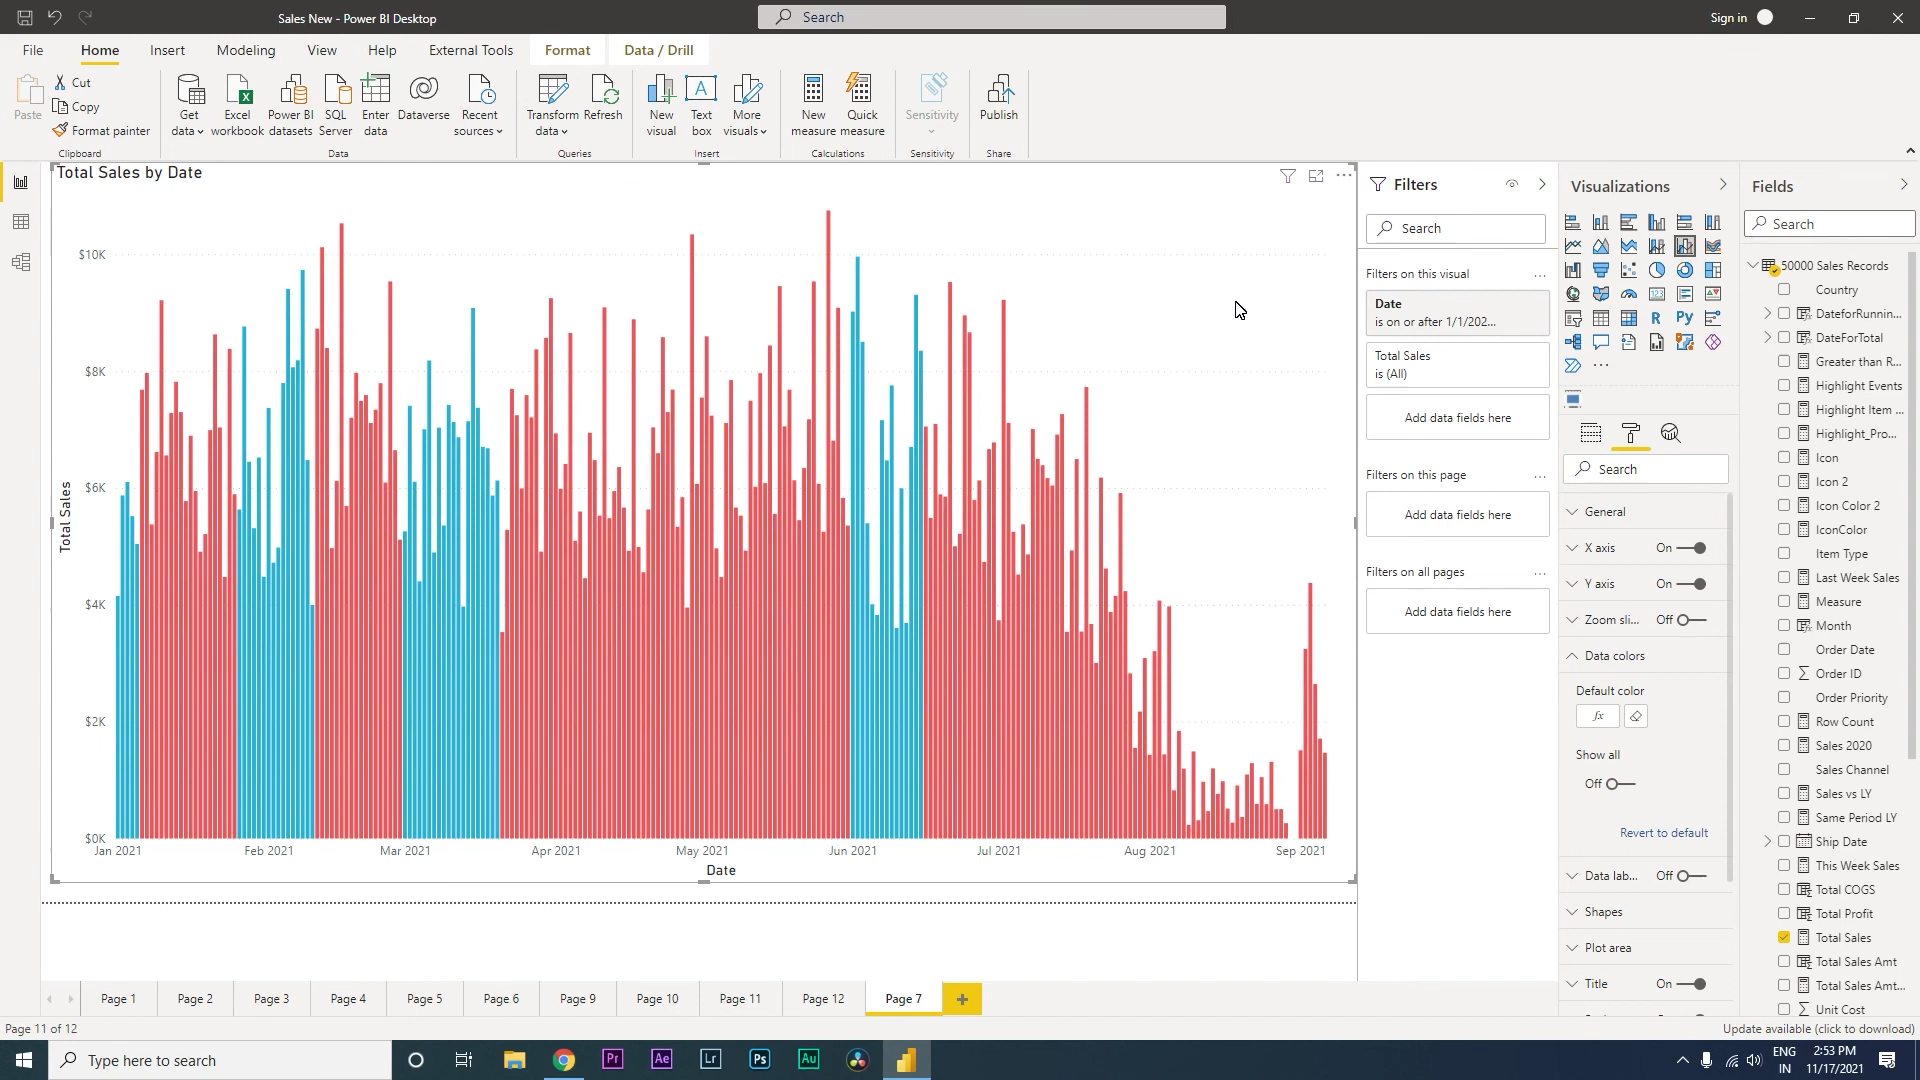 Sales New - Power BI Desktop
Search
Sign in
File
Home
Insert
Modeling
View
Help
External Tools
Format
Data / Drill
Paste
Cut
Copy
Format painter
Clipboard
Get data
Excel workbook
Power BI datasets
SQL Server
Enter data
Dataverse
Recent sources
Data
Transform data
Refresh
Queries
New visual
Text box
More visuals
Insert
New measure
Quick measure
Calculations
Sensitivity
Sensitivity
Publish
Share
Total Sales by Date
$10K
$8K
$6K
$4K
$2K
$0K
Total Sales
Jan 2021
Feb 2021
Mar 2021
Apr 2021
May 2021
Jun 2021
Jul 2021
Aug 2021
Sep 2021
Date
Filters
Search
Filters on this visual
...
Date
is on or after 1/1/202...
Total Sales
is (All)
Add data fields here
Filters on this page
...
Add data fields here
Filters on all pages
...
Add data fields here
Visualizations
R
Py
...
Search
General
X axis On
Y axis On
Zoom sli... Off
Data colors
Default color
fx
Show all
Off
Revert to default
Data lab... Off
Shapes
Plot area
Title On
Fields
Search
50000 Sales Records
Country
DateforRunnin...
DateForTotal
Greater than R...
Highlight Events
Highlight Item ...
Highlight_Pro...
Icon
Icon 2
Icon Color 2
IconColor
Item Type
Last Week Sales
Measure
Month
Order Date
Order ID
Order Priority
Row Count
Sales 2020
Sales Channel
Sales vs LY
Same Period LY
Ship Date
This Week Sales
Total COGS
Total Profit
Total Sales
Total Sales Amt
Total Sales Amt...
Unit Cost
Page 1
Page 2
Page 3
Page 4
Page 5
Page 6
Page 9
Page 10
Page 11
Page 12
Page 7
Page 11 of 12
Update available (click to download)
Type here to search
Pr
Ae
Lr
Ps
Au
ENG
IN
2:53 PM
11/17/2021